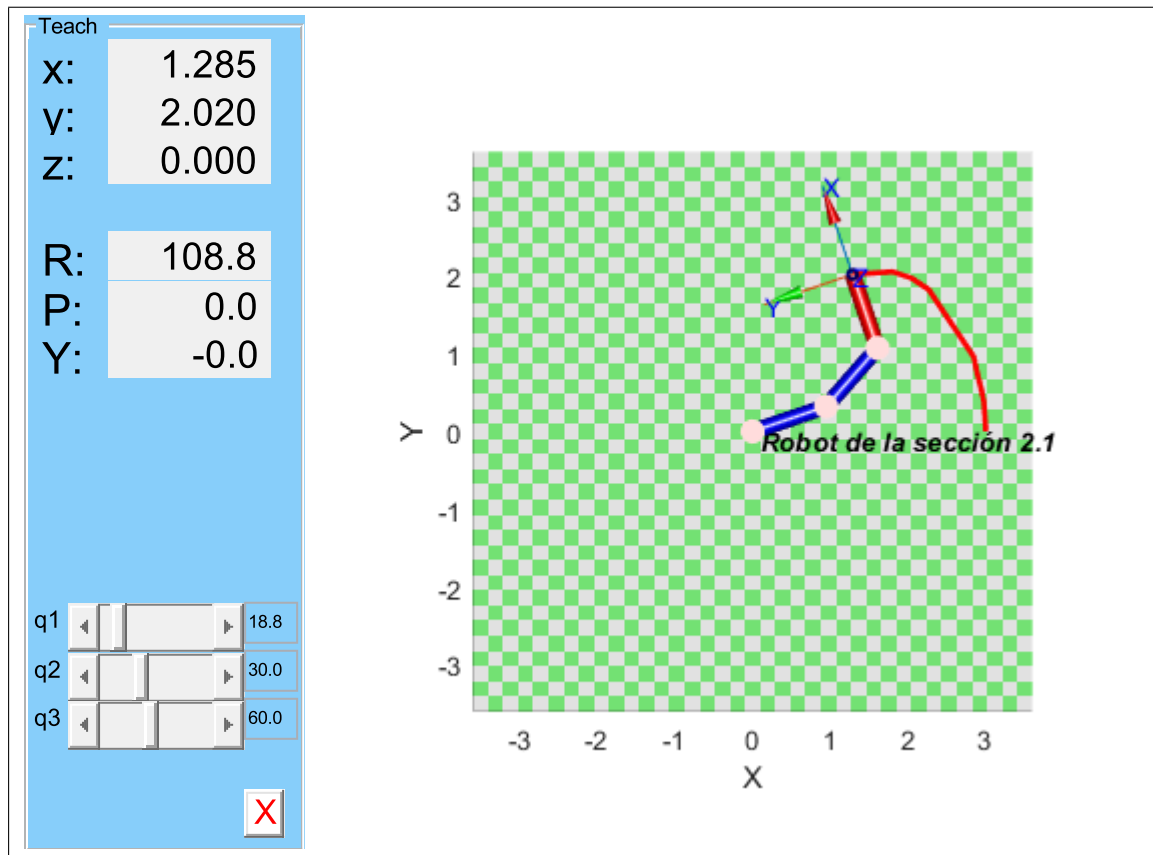 Teach
x: 1.285
y: 2.020
z: 0.000
R: 108.8
P: 0.0
Y: -0.0
q1 18.8
q2 30.0
q3 60.0
X
3
2
1
0
-1
-2
-3
Y
X
Y
Z
Robot de la sección 2.1
-3 -2 -1 0 1 2 3
X